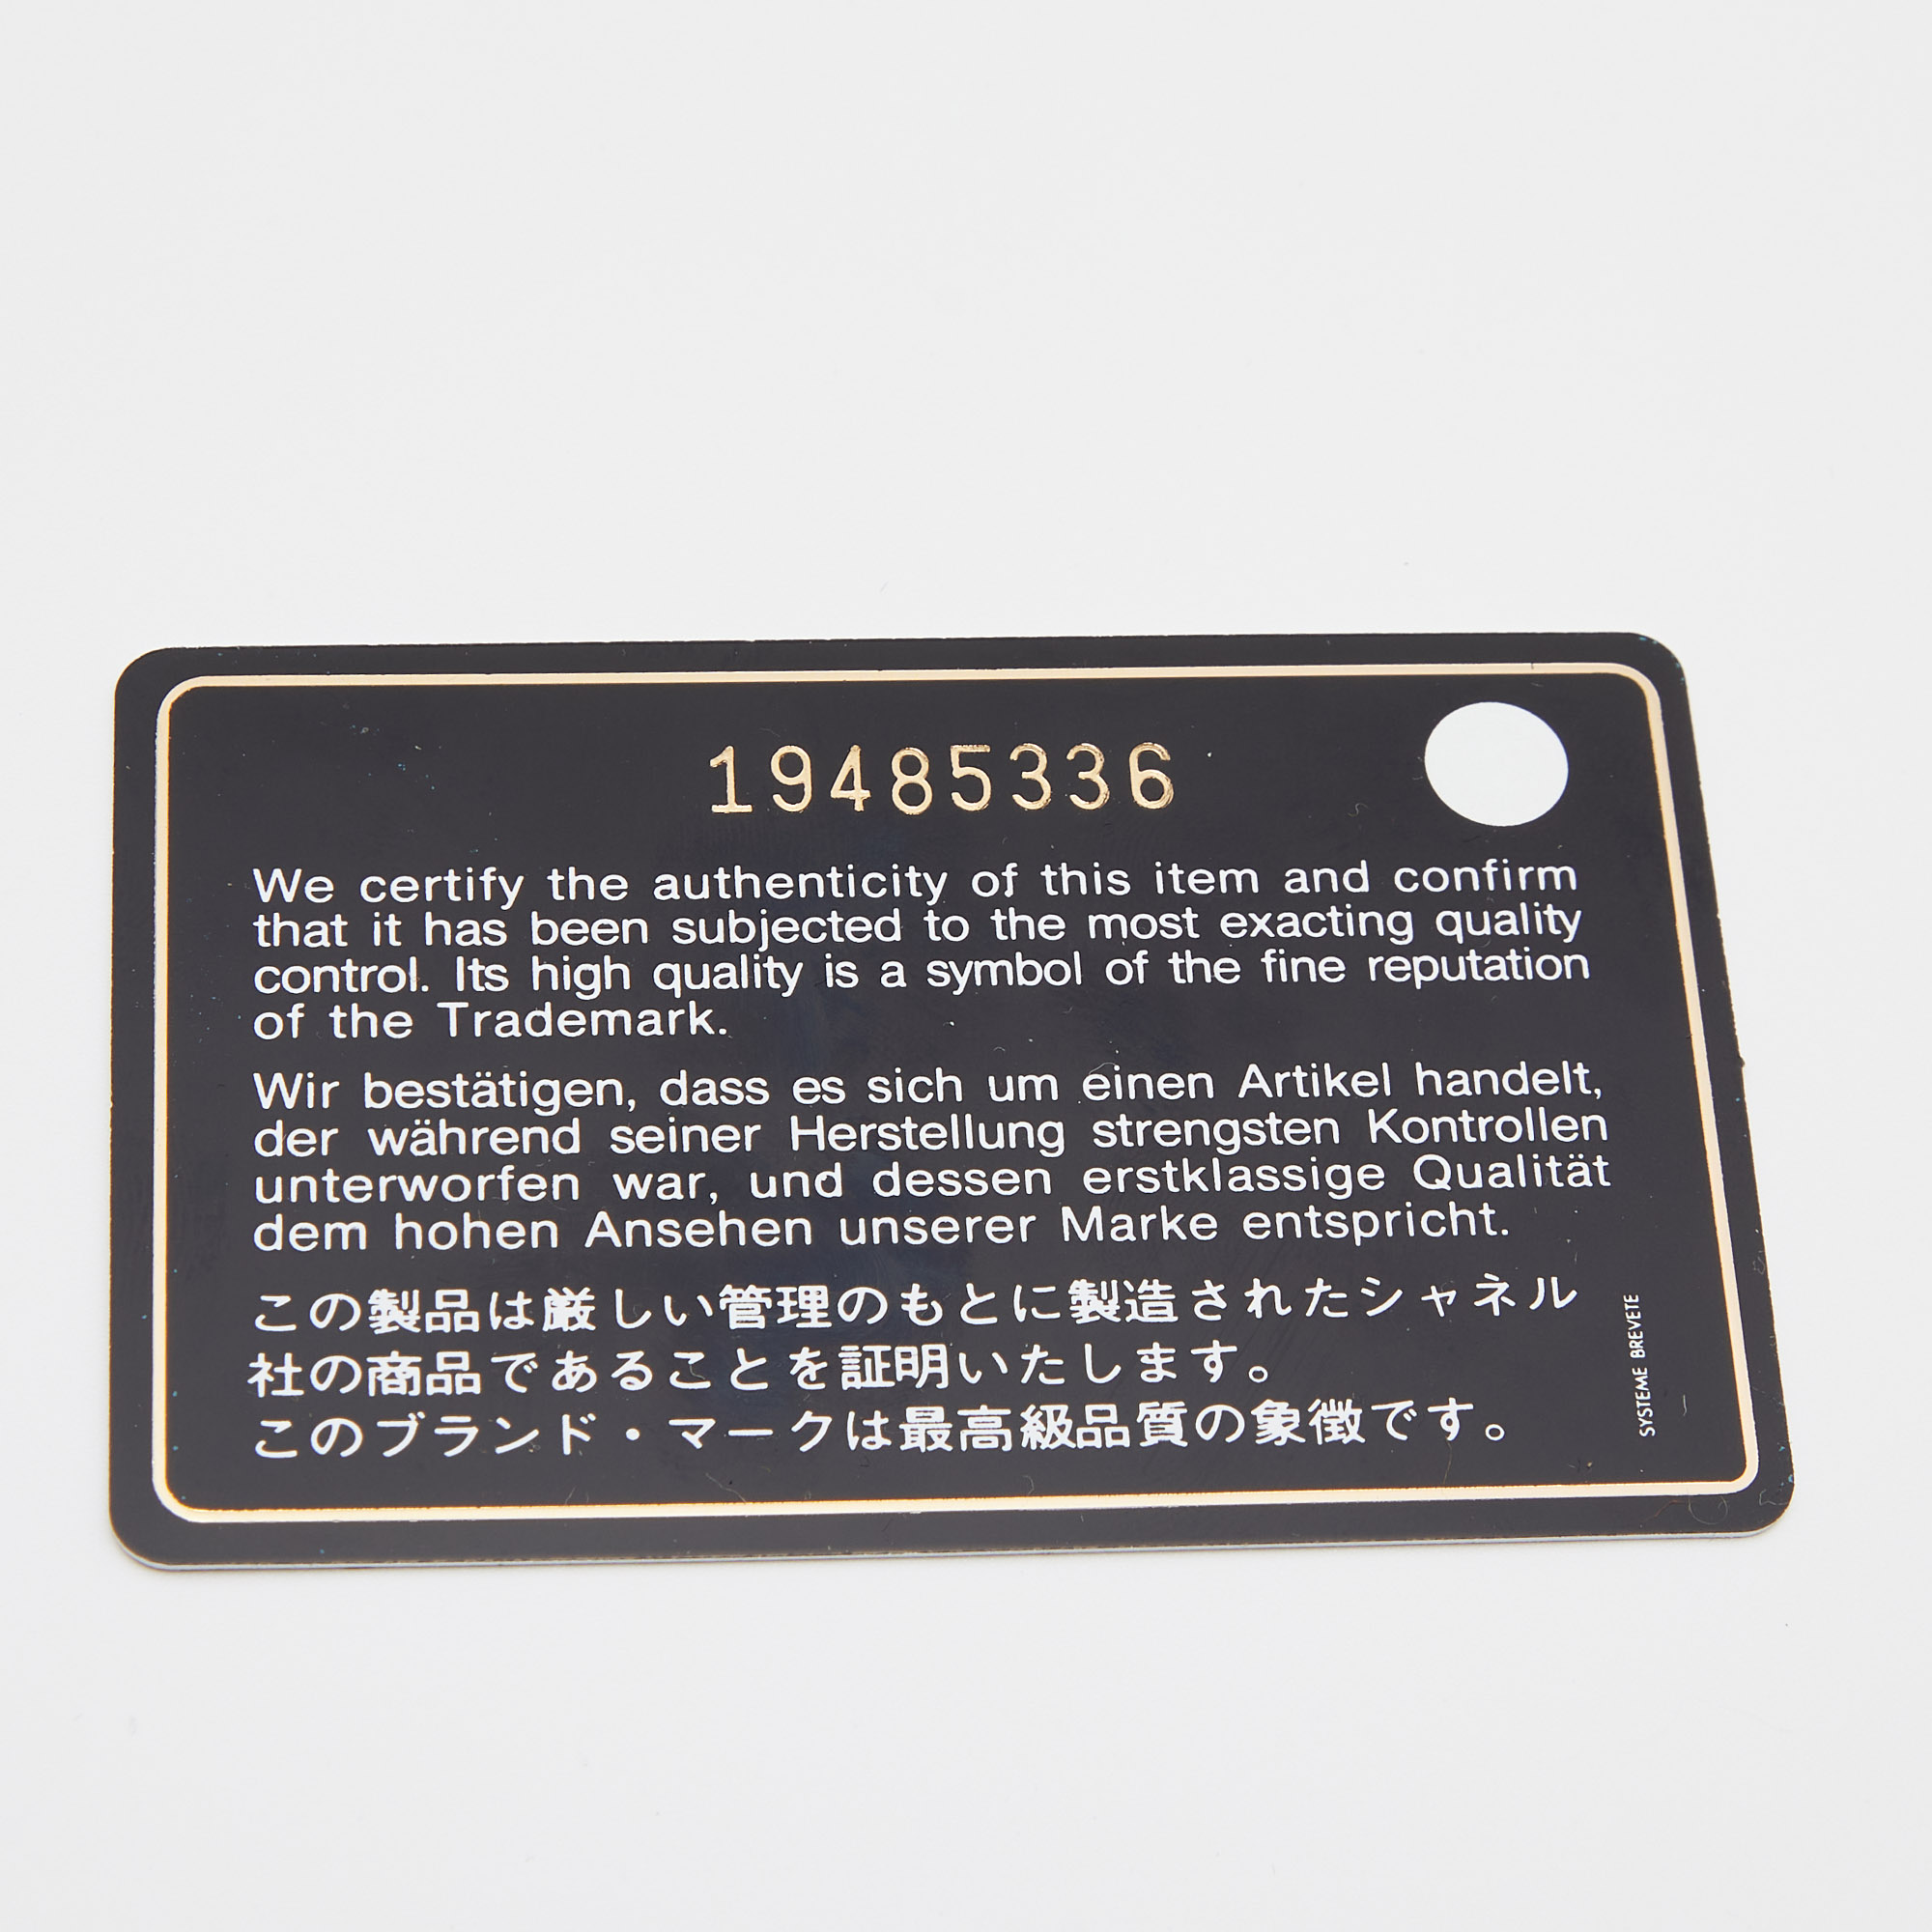 19485336
We certify the authenticity of this item and confirm
that it has been subjected to the most exacting quality
control. Its high quality is a symbol of the fine reputation
of the Trademark.
Wir bestätigen, dass es sich um einen Artikel handelt,
der während seiner Herstellung strengsten Kontrollen
unterworfen war, und dessen erstklassige Qualität
dem hohen Ansehen unserer Marke entspricht.
この製品は厳しい管理のもとに製造されたシャネル
社の商品であることを証明いたします。
このブランド・マークは最高級品質の象徴です。
SYSTEME BREVETE